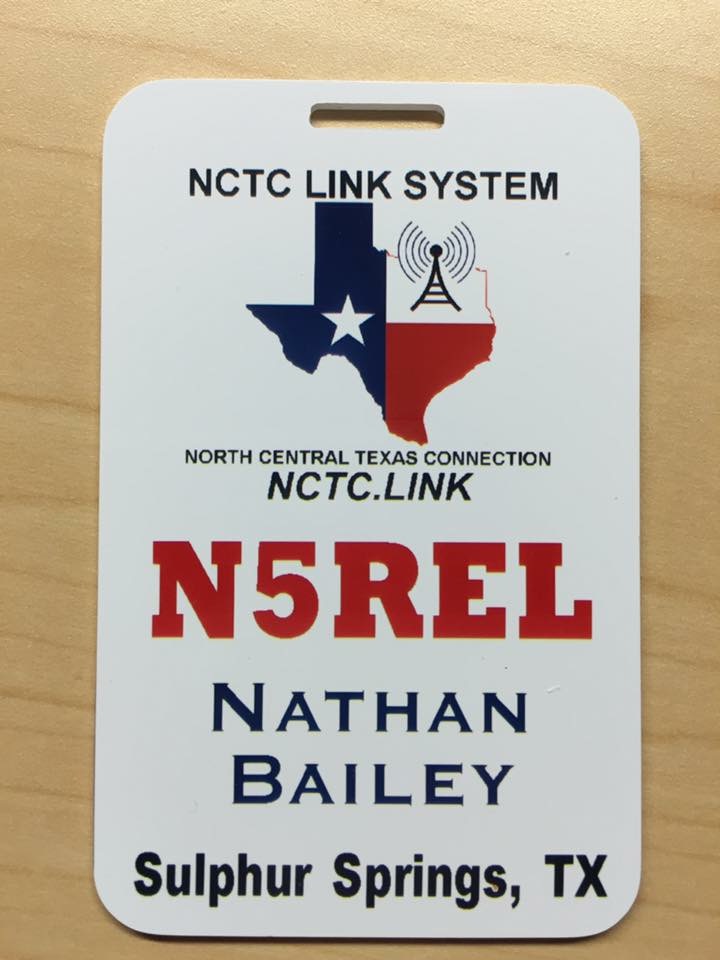 NCTC LINK SYSTEM
NORTH CENTRAL TEXAS CONNECTION
NCTC.LINK
N5REL
NATHAN
BAILEY
Sulphur Springs, TX